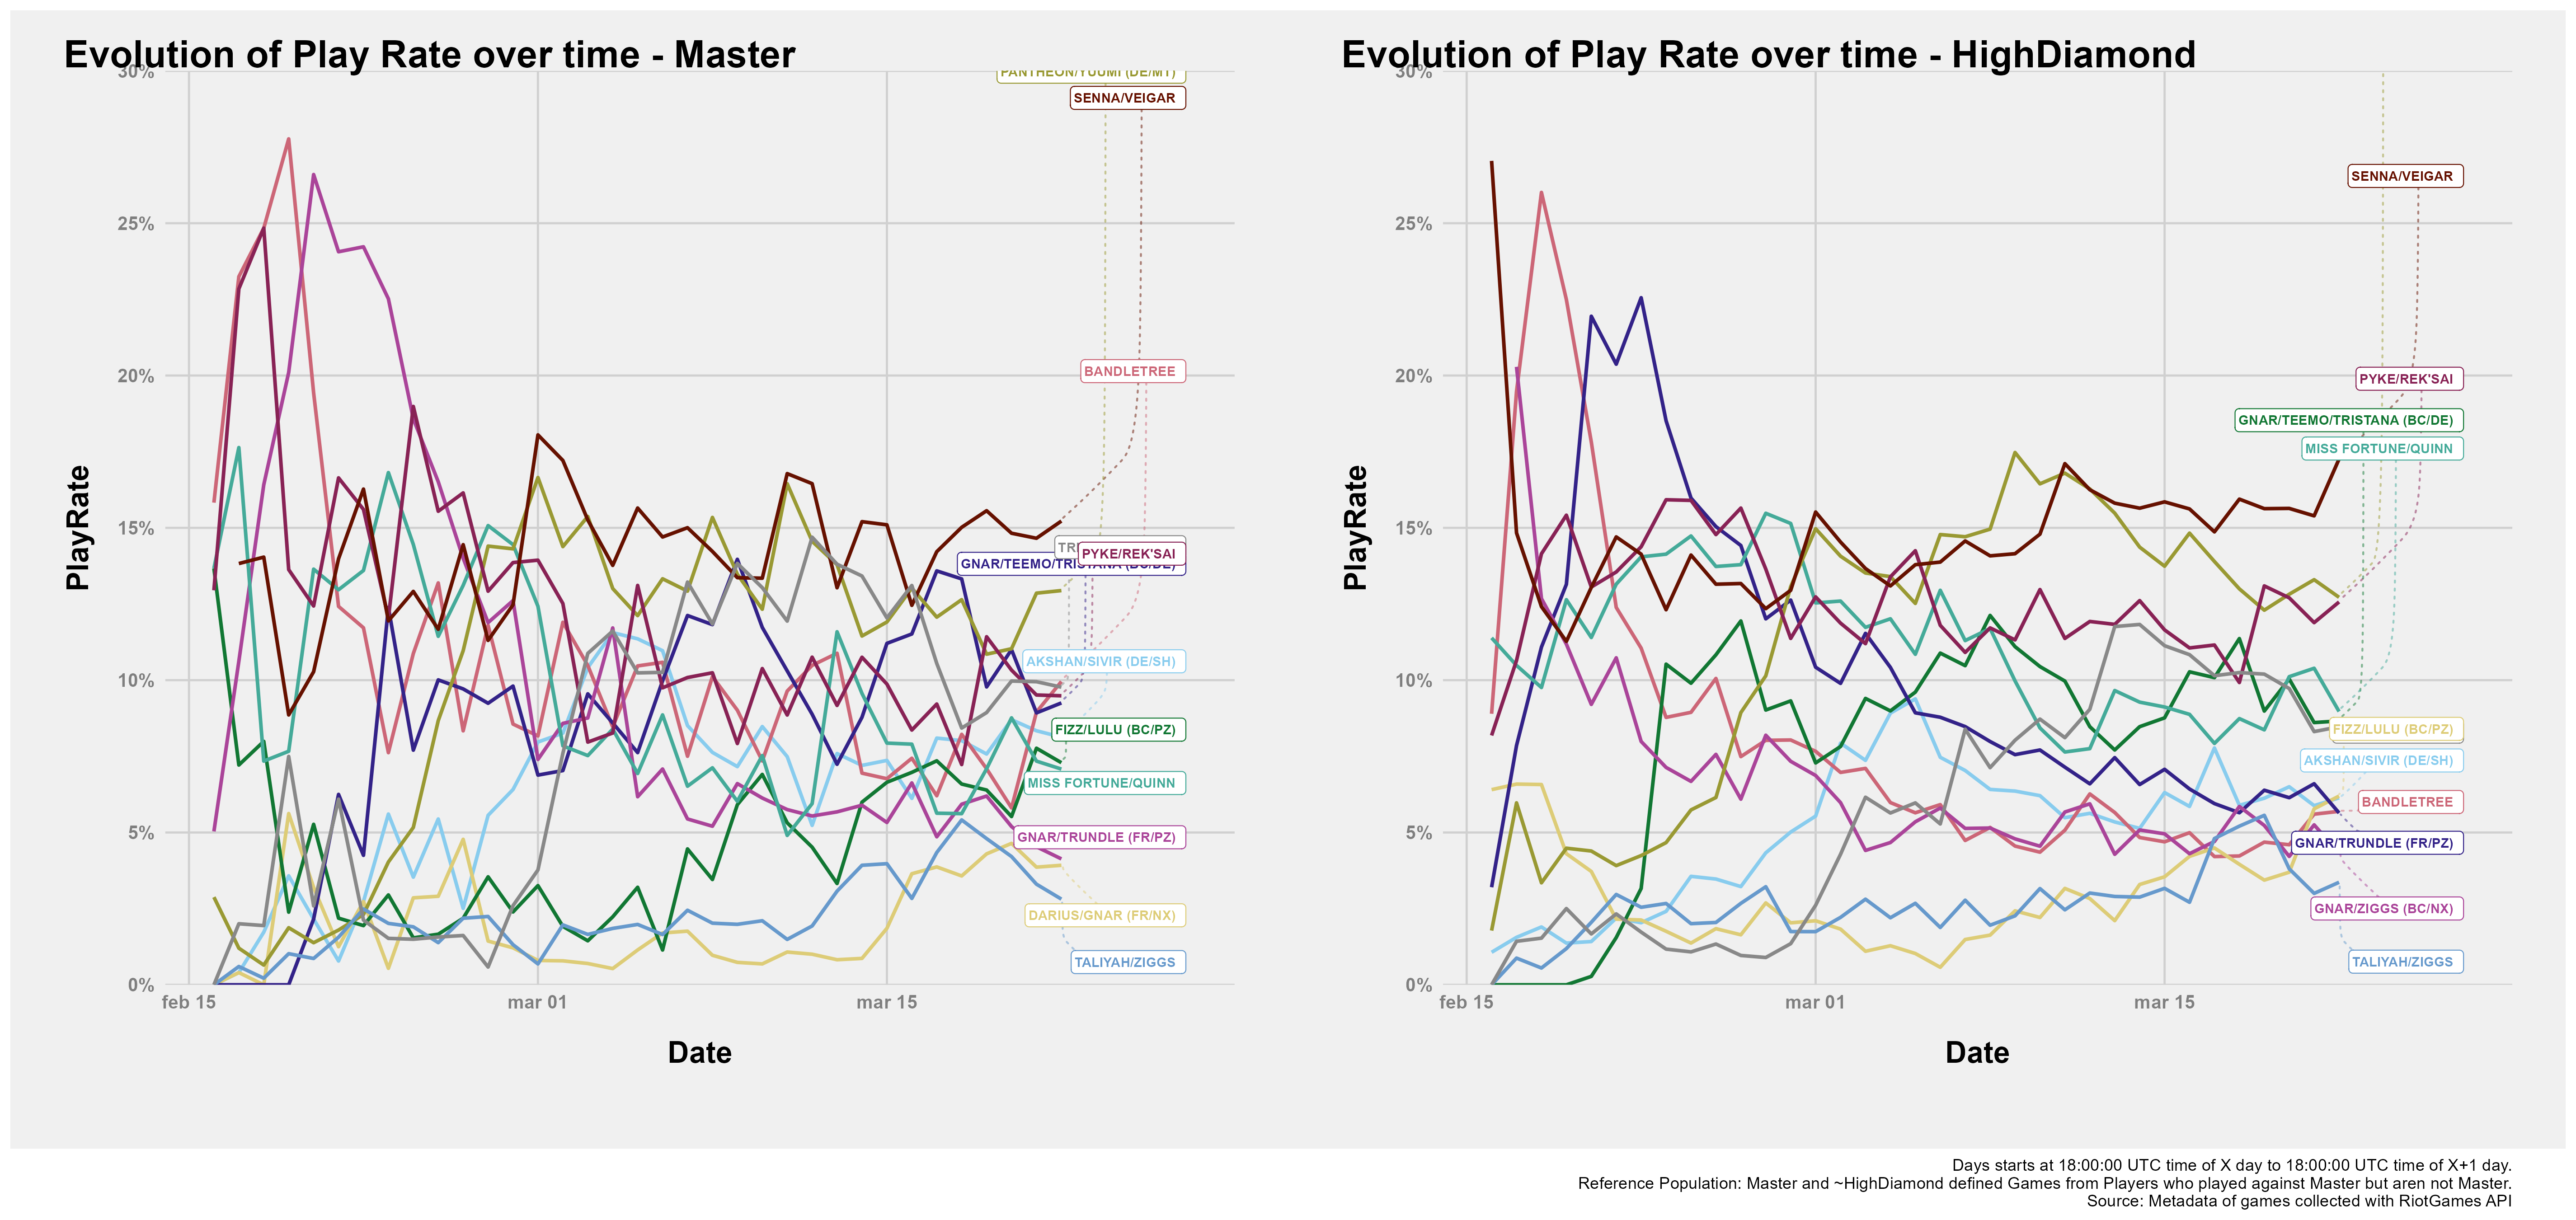 Evolution of Play Rate over time - Master
30%
25%
20%
15%
10%
5%
0%
PlayRate
feb 15
mar 01
mar 15
Date
PANTHEON/YUUMI (DE/MT)
SENNA/VEIGAR
BANDLETREE
PYKE/REK'SAI
GNAR/TEEMO/TRISTANA (BC/DE)
AKSHAN/SIVIR (DE/SH)
FIZZ/LULU (BC/PZ)
MISS FORTUNE/QUINN
GNAR/TRUNDLE (FR/PZ)
DARIUS/GNAR (FR/NX)
TALIYAH/ZIGGS
Evolution of Play Rate over time - HighDiamond
30%
25%
20%
15%
10%
5%
0%
PlayRate
feb 15
mar 01
mar 15
Date
SENNA/VEIGAR
PYKE/REK'SAI
GNAR/TEEMO/TRISTANA (BC/DE)
MISS FORTUNE/QUINN
FIZZ/LULU (BC/PZ)
AKSHAN/SIVIR (DE/SH)
BANDLETREE
GNAR/TRUNDLE (FR/PZ)
GNAR/ZIGGS (BC/NX)
TALIYAH/ZIGGS
Days starts at 18:00:00 UTC time of X day to 18:00:00 UTC time of X+1 day.
Reference Population: Master and ~HighDiamond defined Games from Players who played against Master but aren not Master.
Source: Metadata of games collected with RiotGames API